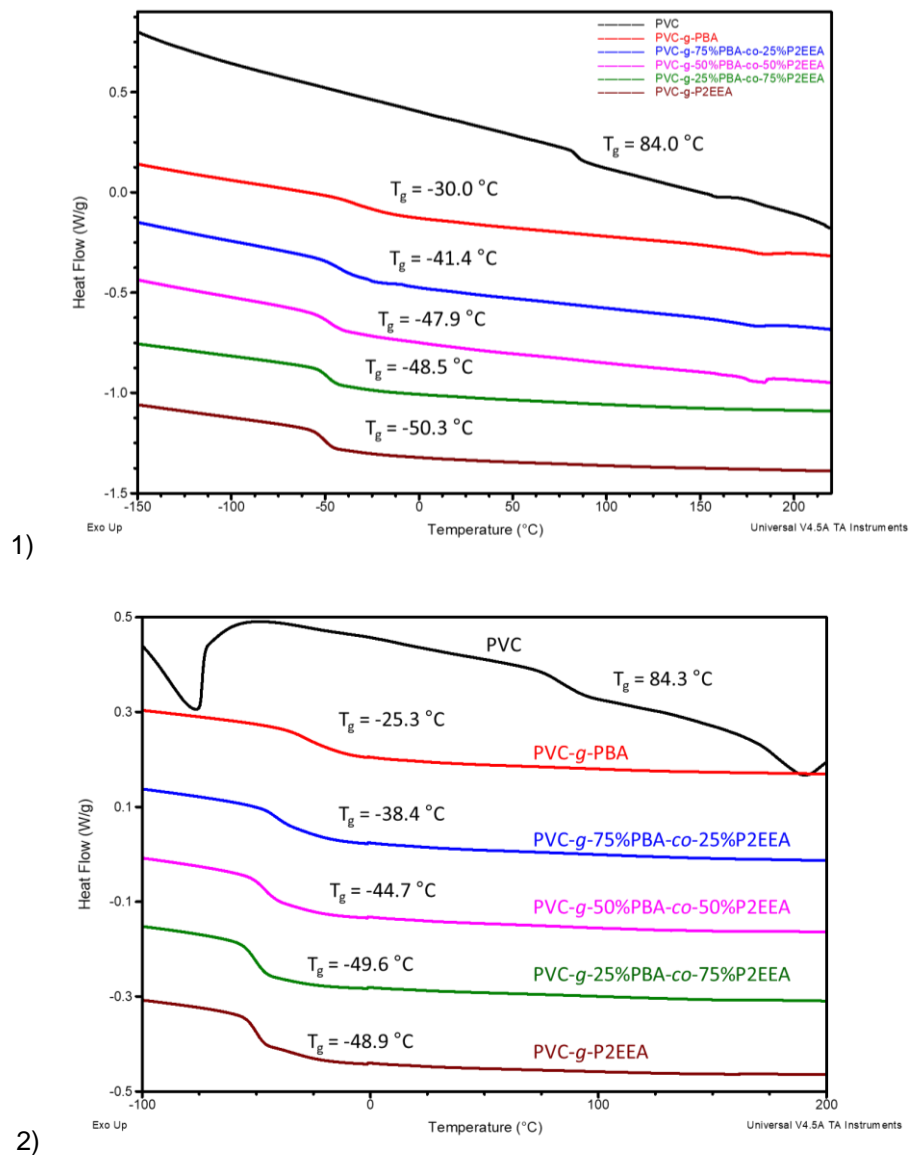 PVC
PVC-g-PBA
PVC-g-75%PBA-co-25%P2EEA
PVC-g-50%PBA-co-50%P2EEA
PVC-g-25%PBA-co-75%P2EEA
PVC-g-P2EEA
Tg = 84.0 °C
Tg = -30.0 °C
Tg = -41.4 °C
Tg = -47.9 °C
Tg = -48.5 °C
Tg = -50.3 °C
Heat Flow (W/g)
0.5
0.0
-0.5
-1.0
-1.5
-150 -100 -50 0 50 100 150 200
Exo Up Temperature (°C) Universal V4.5A TA Instruments
1)
PVC
Tg = 84.3 °C
Tg = -25.3 °C
PVC-g-PBA
Tg = -38.4 °C
PVC-g-75%PBA-co-25%P2EEA
Tg = -44.7 °C
PVC-g-50%PBA-co-50%P2EEA
Tg = -49.6 °C
PVC-g-25%PBA-co-75%P2EEA
Tg = -48.9 °C
PVC-g-P2EEA
Heat Flow (W/g)
0.5
0.3
0.1
-0.1
-0.3
-0.5
-100 0 100 200
Exo Up Temperature (°C) Universal V4.5A TA Instruments
2)